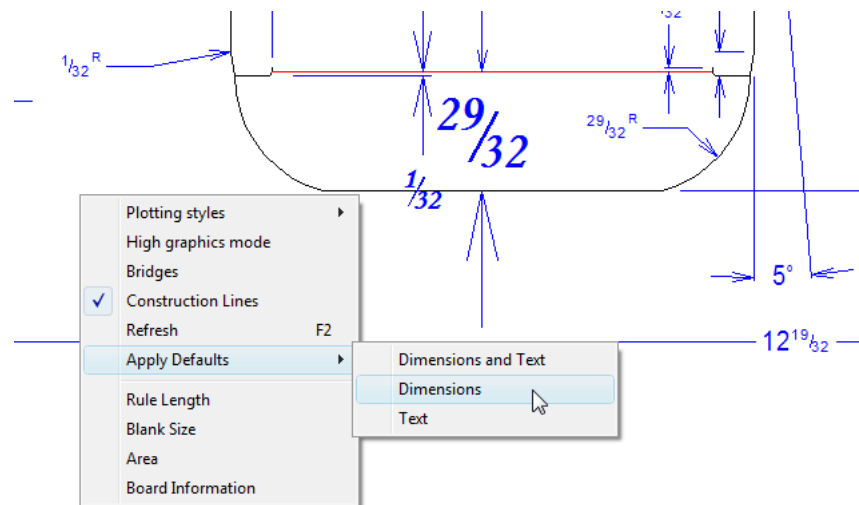 32
1/32 R
29/32
29/32 R
1/32
5°
12 19/32
Plotting styles
High graphics mode
Bridges
Construction Lines
Refresh F2
Apply Defaults
Rule Length
Blank Size
Area
Board Information
Dimensions and Text
Dimensions
Text